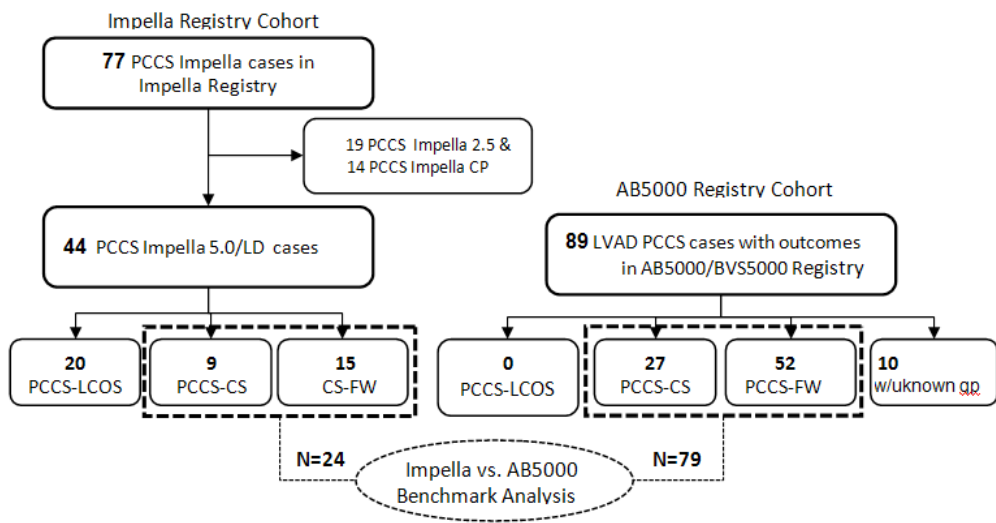 Impella Registry Cohort
77 PCCS Impella cases in
Impella Registry
19 PCCS Impella 2.5 &
14 PCCS Impella CP
44 PCCS Impella 5.0/LD cases
20
PCCS-LCOS
9
PCCS-CS
15
CS-FW
AB5000 Registry Cohort
89 LVAD PCCS cases with outcomes
in AB5000/BVS5000 Registry
0
PCCS-LCOS
27
PCCS-CS
52
PCCS-FW
10
w/uknown gp
N=24
N=79
Impella vs. AB5000
Benchmark Analysis